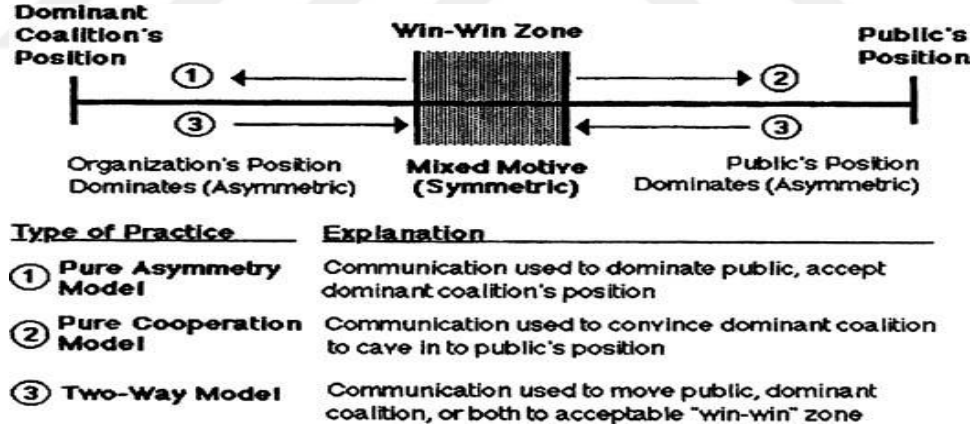 Dominant
Coalition's
Position
Win-Win Zone
Public's
Position
① ②
③ ③
Organization's Position
Dominates (Asymmetric)
Mixed Motive
(Symmetric)
Public's Position
Dominates (Asymmetric)
Type of Practice Explanation
① Pure Asymmetry
Model
Communication used to dominate public, accept
dominant coalition's position
② Pure Cooperation
Model
Communication used to convince dominant coalition
to cave in to public's position
③ Two-Way Model
Communication used to move public, dominant
coalition, or both to acceptable "win-win" zone